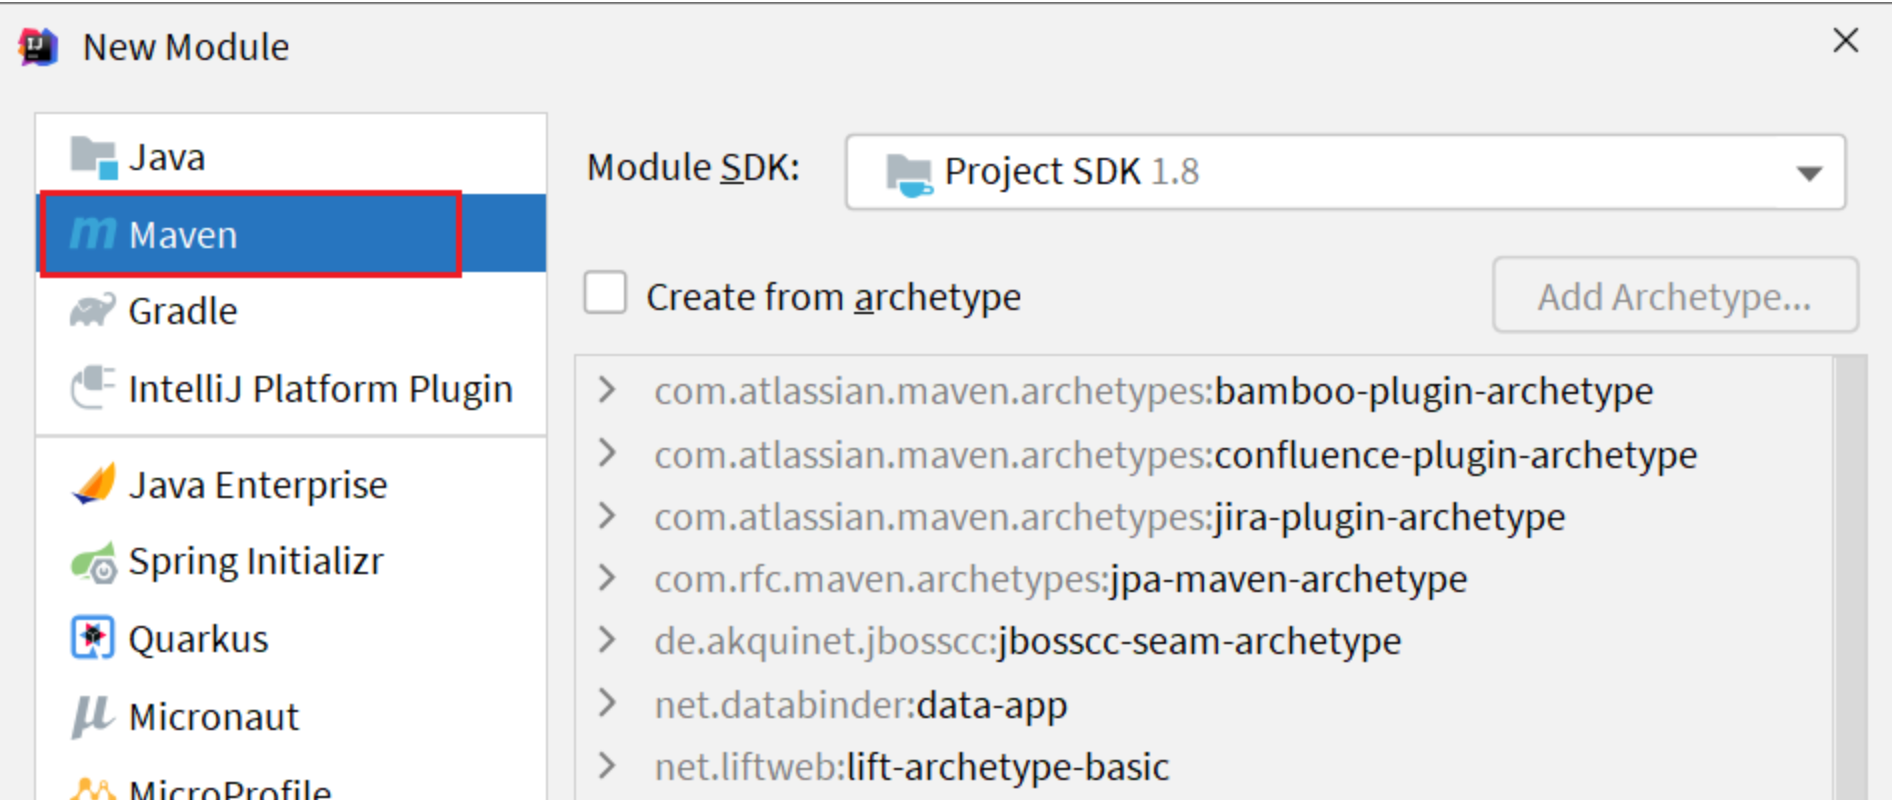 New Module
Java
Maven
Gradle
IntelliJ Platform Plugin
Java Enterprise
Spring Initializr
Quarkus
Micronaut
MicroProfile
Module SDK: Project SDK 1.8
Create from archetype Add Archetype...
com.atlassian.maven.archetypes:bamboo-plugin-archetype
com.atlassian.maven.archetypes:confluence-plugin-archetype
com.atlassian.maven.archetypes:jira-plugin-archetype
com.rfc.maven.archetypes:jpa-maven-archetype
de.akquinet.jbosscc:jbosscc-seam-archetype
net.databinder:data-app
net.liftweb:lift-archetype-basic